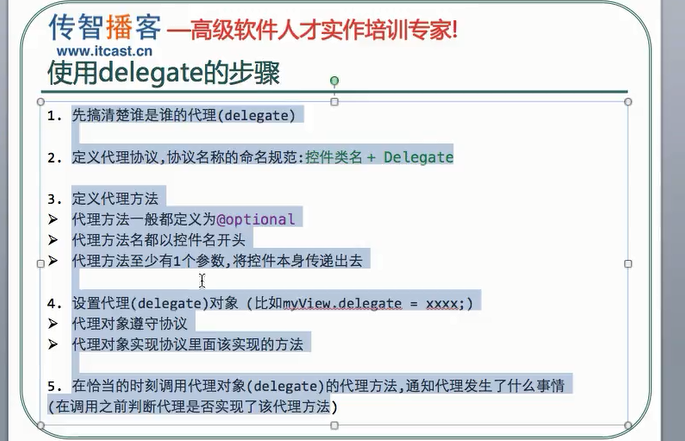 传智播客—高级软件人才实作培训专家!
www.itcast.cn
使用delegate的步骤
1. 先搞清楚谁是谁的代理(delegate)
2. 定义代理协议,协议名称的命名规范:控件类名 + Delegate
3. 定义代理方法
➢ 代理方法一般都定义为@optional
➢ 代理方法名都以控件名开头
➢ 代理方法至少有1个参数,将控件本身传递出去
4. 设置代理(delegate)对象 (比如myView.delegate = xxxx;)
➢ 代理对象遵守协议
➢ 代理对象实现协议里面该实现的方法
5. 在恰当的时刻调用代理对象(delegate)的代理方法,通知代理发生了什么事情
(在调用之前判断代理是否实现了该代理方法)